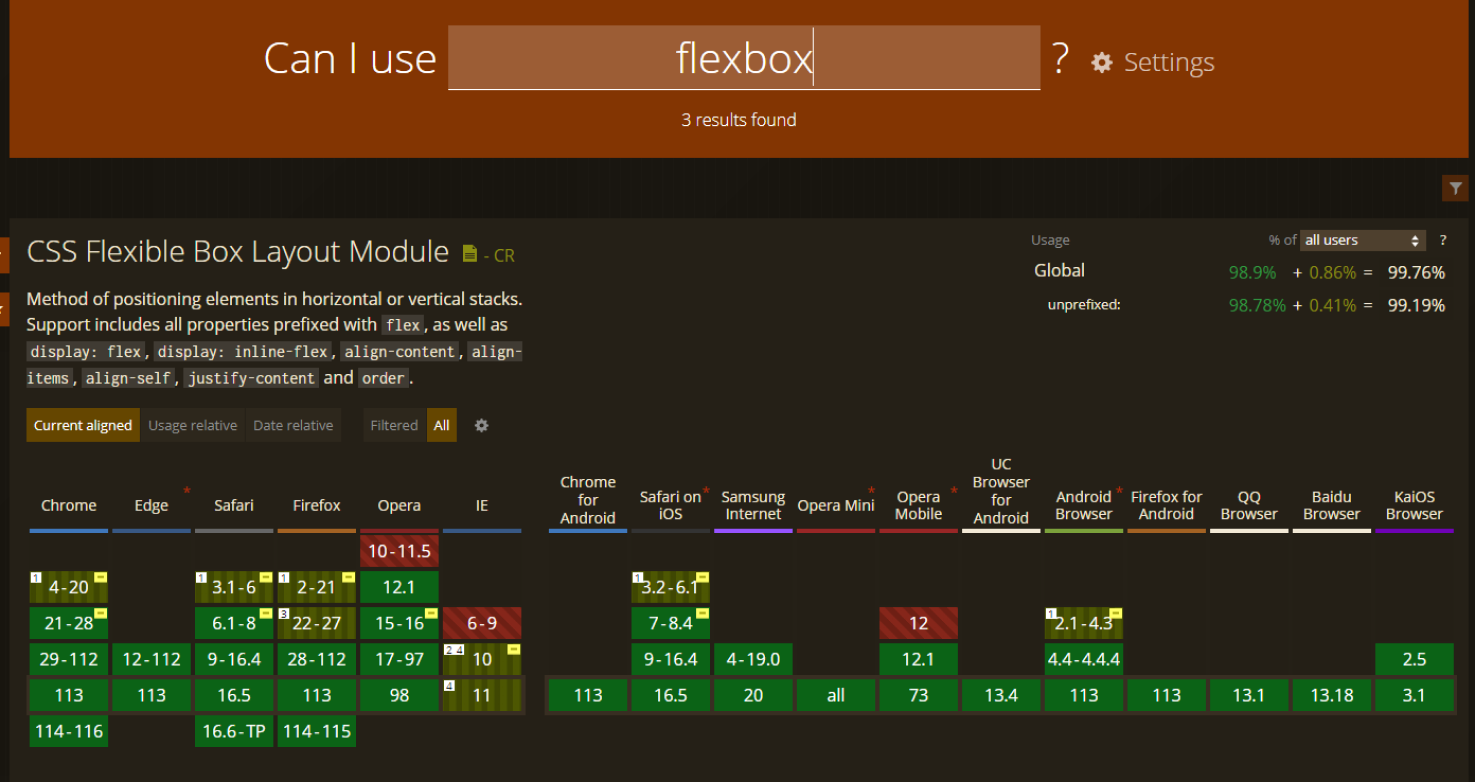 Can I use flexbox ? Settings
3 results found
CSS Flexible Box Layout Module - CR
Method of positioning elements in horizontal or vertical stacks.
Support includes all properties prefixed with flex, as well as
display: flex, display: inline-flex, align-content, align-
items, align-self, justify-content and order.
Usage % of all users ?
Global 98.9% + 0.86% = 99.76%
unprefixed: 98.78% + 0.41% = 99.19%
Current aligned Usage relative Date relative Filtered All
Chrome Edge * Safari Firefox Opera IE
Chrome for Android
Safari on iOS *
Samsung Internet
Opera Mini *
Opera Mobile *
UC Browser for Android
Android Browser *
Firefox for Android
QQ Browser
Baidu Browser
KaiOS Browser
10-11.5
1 4-20 1 3.1-6 1 2-21 12.1 1 3.2-6.1
21-28 6.1-8 3 22-27 15-16 6-9 7-8.4 12 1 2.1-4.3
29-112 12-112 9-16.4 28-112 17-97 2 4 10 9-16.4 4-19.0 12.1 4.4-4.4.4 2.5
113 113 16.5 113 98 4 11 113 16.5 20 all 73 13.4 113 113 13.1 13.18 3.1
114-116 16.6-TP 114-115